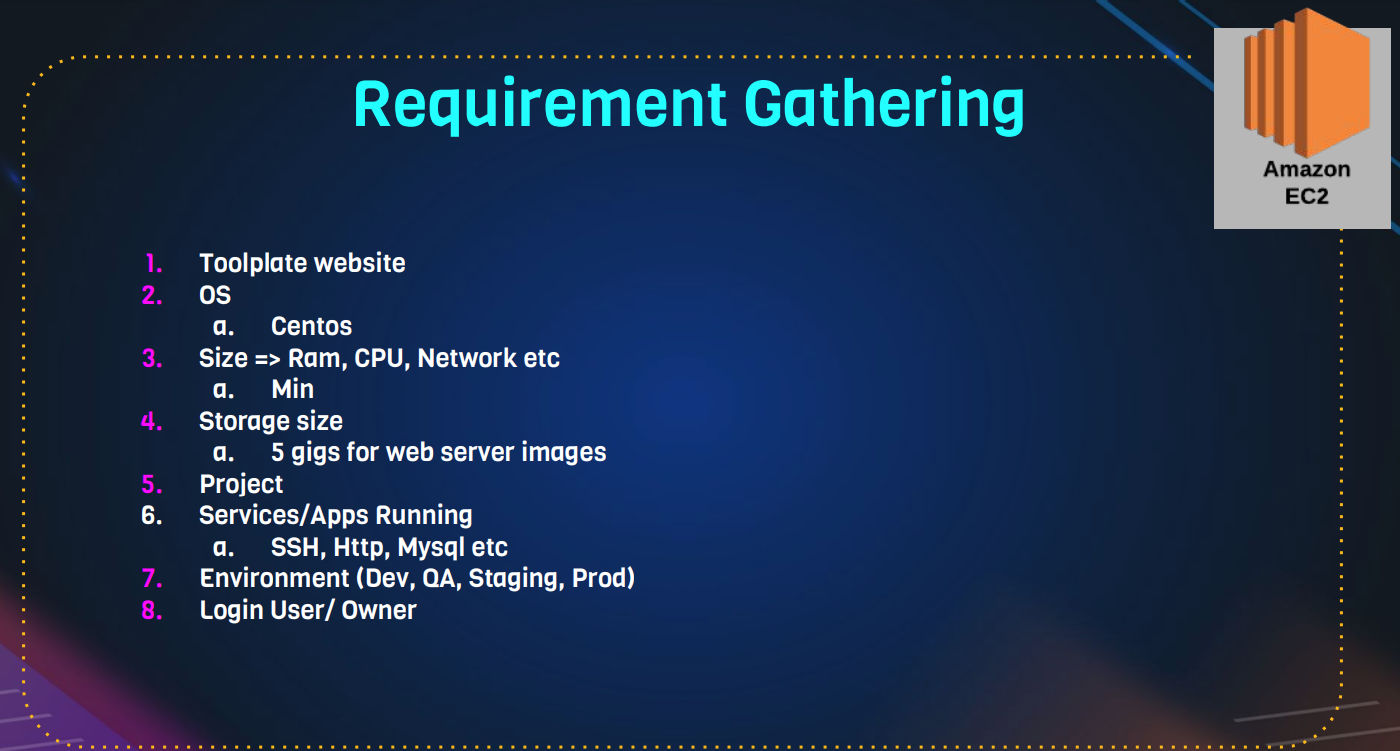 Requirement Gathering
Amazon
EC2
1. Toolplate website
2. OS
a. Centos
3. Size => Ram, CPU, Network etc
a. Min
4. Storage size
a. 5 gigs for web server images
5. Project
6. Services/Apps Running
a. SSH, Http, Mysql etc
7. Environment (Dev, QA, Staging, Prod)
8. Login User/ Owner